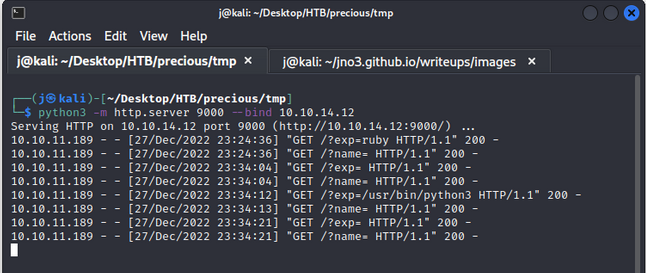 j@kali: ~/Desktop/HTB/precious/tmp
File Actions Edit View Help
j@kali: ~/Desktop/HTB/precious/tmp × j@kali: ~/jno3.github.io/writeups/images ×
┌──(j㉿kali)-[~/Desktop/HTB/precious/tmp]
└─$ python3 -m http.server 9000 --bind 10.10.14.12
Serving HTTP on 10.10.14.12 port 9000 (http://10.10.14.12:9000/) ...
10.10.11.189 - - [27/Dec/2022 23:24:36] "GET /?exp=ruby HTTP/1.1" 200 -
10.10.11.189 - - [27/Dec/2022 23:24:36] "GET /?name= HTTP/1.1" 200 -
10.10.11.189 - - [27/Dec/2022 23:34:04] "GET /?exp= HTTP/1.1" 200 -
10.10.11.189 - - [27/Dec/2022 23:34:04] "GET /?name= HTTP/1.1" 200 -
10.10.11.189 - - [27/Dec/2022 23:34:12] "GET /?exp=/usr/bin/python3 HTTP/1.1" 200 -
10.10.11.189 - - [27/Dec/2022 23:34:13] "GET /?name= HTTP/1.1" 200 -
10.10.11.189 - - [27/Dec/2022 23:34:21] "GET /?exp= HTTP/1.1" 200 -
10.10.11.189 - - [27/Dec/2022 23:34:21] "GET /?name= HTTP/1.1" 200 -